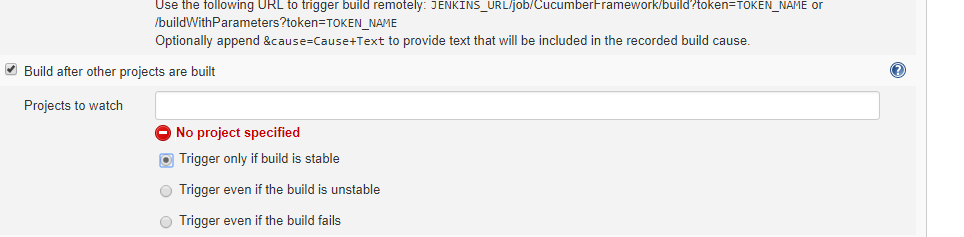 Use the following URL to trigger build remotely: JENKINS_URL/job/CucumberFramework/build?token=TOKEN_NAME or
/buildWithParameters?token=TOKEN_NAME
Optionally append &cause=Cause+Text to provide text that will be included in the recorded build cause.
Build after other projects are built
Projects to watch
No project specified
Trigger only if build is stable
Trigger even if the build is unstable
Trigger even if the build fails